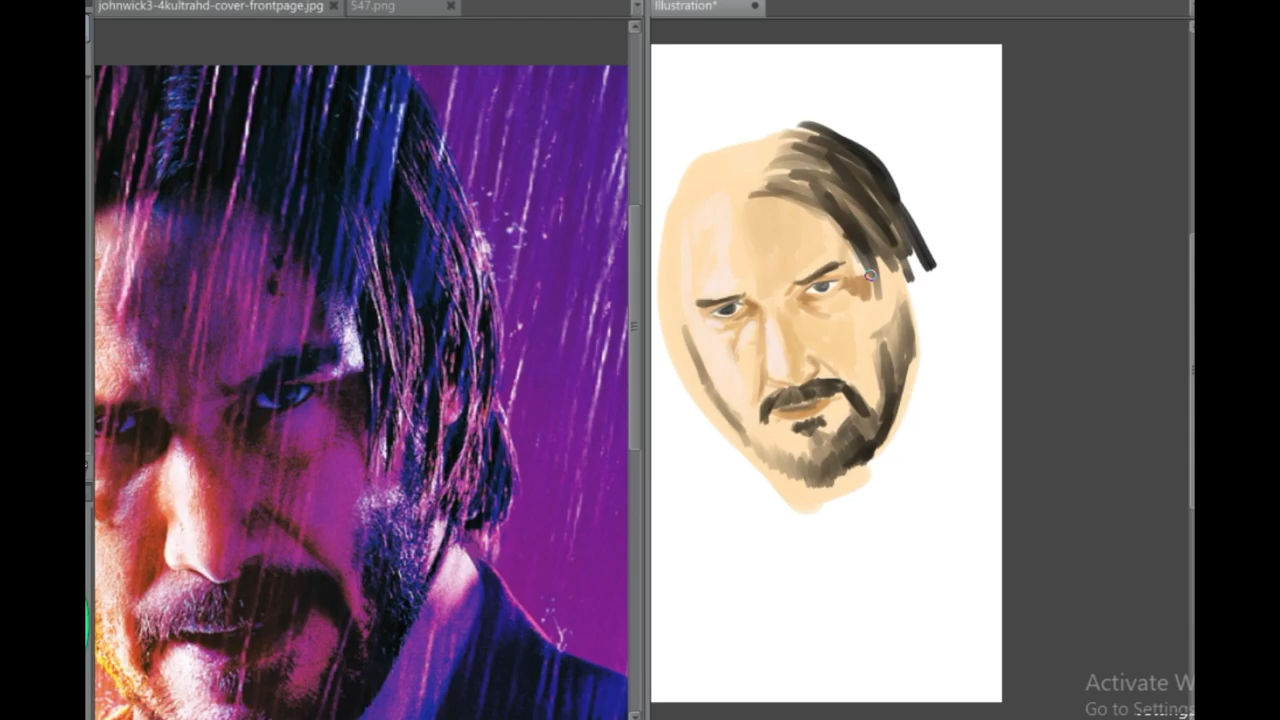 johnwick3-4kultrahd-cover-frontpage.jpg
547.png
Illustration*
Activate W
Go to Settings